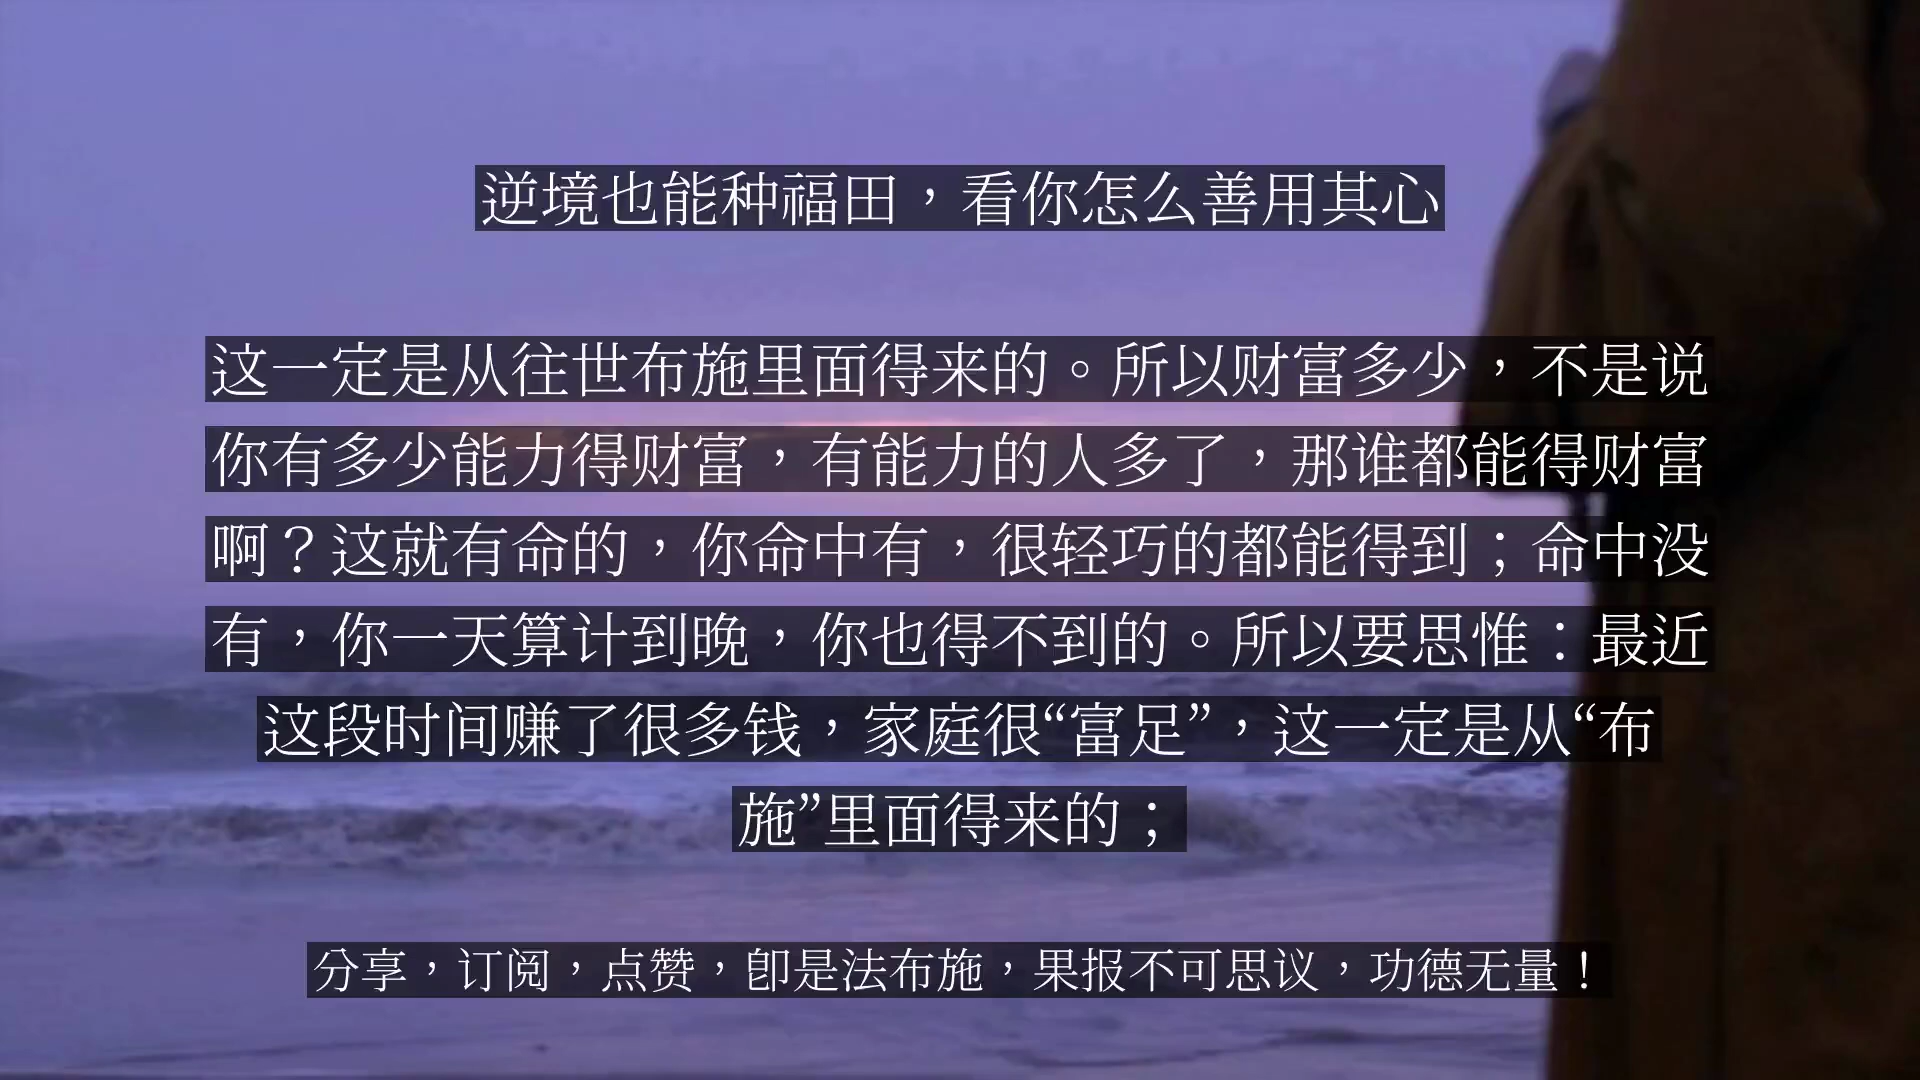 逆境也能种福田，看你怎么善用其心
这一定是从往世布施里面得来的。所以财富多少，不是说
你有多少能力得财富，有能力的人多了，那谁都能得财富
啊？这就有命的，你命中有，很轻巧的都能得到；命中没
有，你一天算计到晚，你也得不到的。所以要思惟：最近
这段时间赚了很多钱，家庭很“富足”，这一定是从“布
施”里面得来的；
分享，订阅，点赞，卽是法布施，果报不可思议，功德无量！